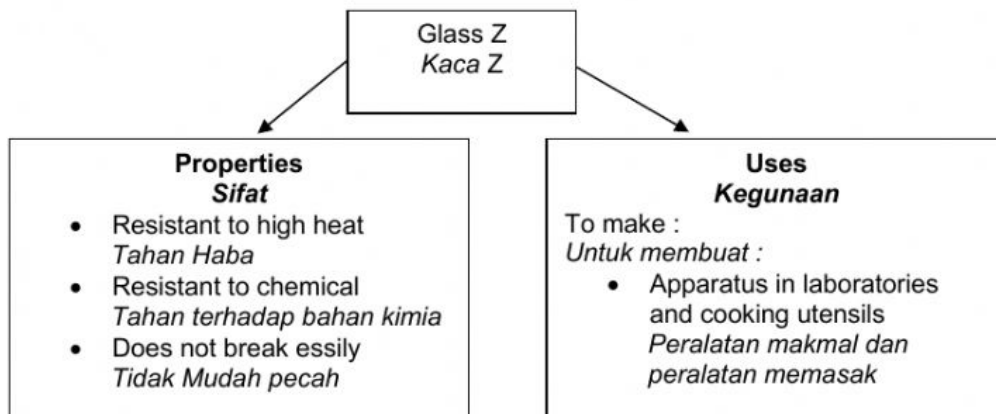 Glass Z
Kaca Z
Properties
Sifat
• Resistant to high heat
Tahan Haba
• Resistant to chemical
Tahan terhadap bahan kimia
• Does not break essily
Tidak Mudah pecah
Uses
Kegunaan
To make :
Untuk membuat :
• Apparatus in laboratories
and cooking utensils
Peralatan makmal dan
peralatan memasak